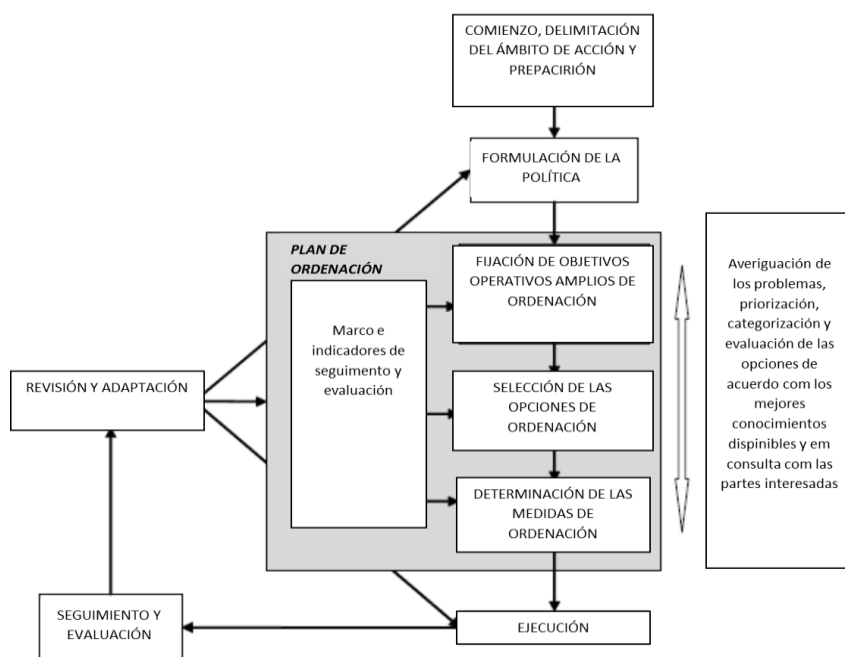 COMIENZO, DELIMITACIÓN
DEL ÁMBITO DE ACCIÓN Y
PREPACIRIÓN
FORMULACIÓN DE LA
POLÍTICA
PLAN DE
ORDENACIÓN
FIJACIÓN DE OBJETIVOS
OPERATIVOS AMPLIOS DE
ORDENACIÓN
Marco e
indicadores de
seguimento y
evaluación
SELECCIÓN DE LAS
OPCIONES DE
ORDENACIÓN
DETERMINACIÓN DE LAS
MEDIDAS DE
ORDENACIÓN
Averiguación de
los problemas,
priorización,
categorización y
evaluación de las
opciones de
acuerdo com los
mejores
conocimientos
dispinibles y em
consulta com las
partes interesadas
REVISIÓN Y ADAPTACIÓN
SEGUIMIENTO Y
EVALUACIÓN
EJECUCIÓN